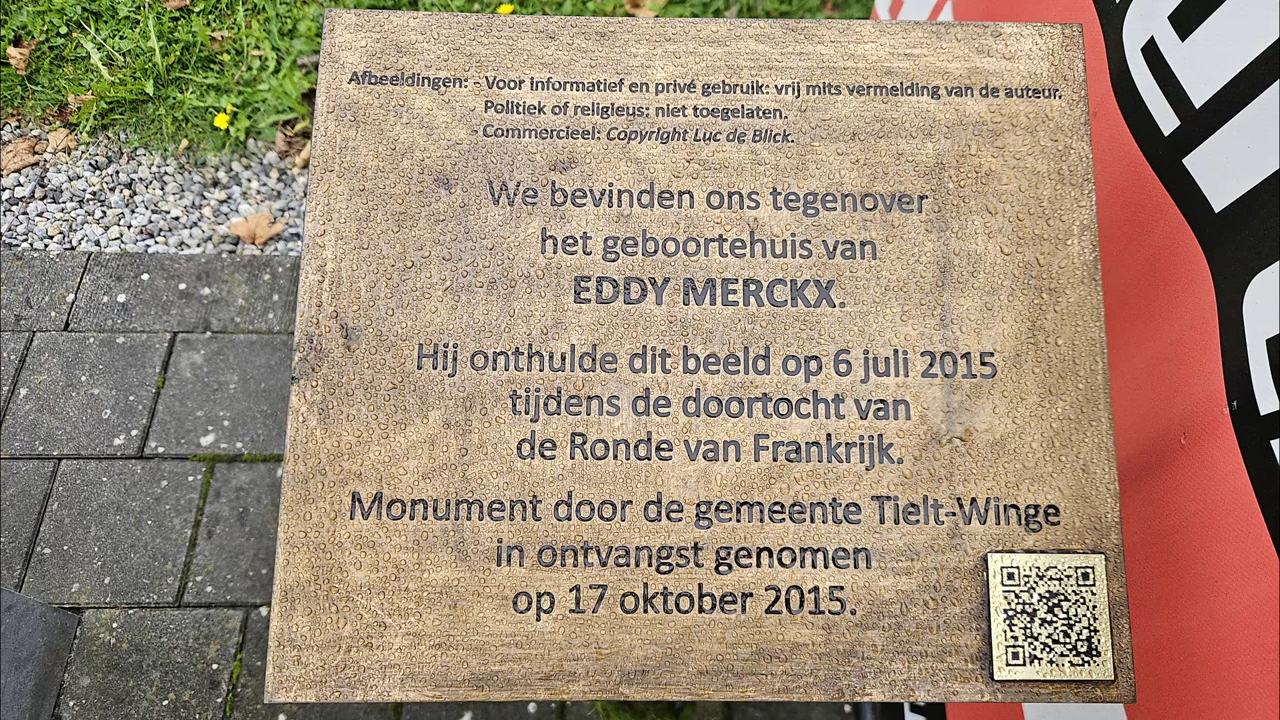 Afbeeldingen: - Voor informatief en privé gebruik: vrij mits vermelding van de auteur.
Politiek of religieus: niet toegelaten.
- Commercieel: Copyright Luc de Blick.
We bevinden ons tegenover
het geboortehuis van
EDDY MERCKX.
Hij onthulde dit beeld op 6 juli 2015
tijdens de doortocht van
de Ronde van Frankrijk.
Monument door de gemeente Tielt-Winge
in ontvangst genomen
op 17 oktober 2015.